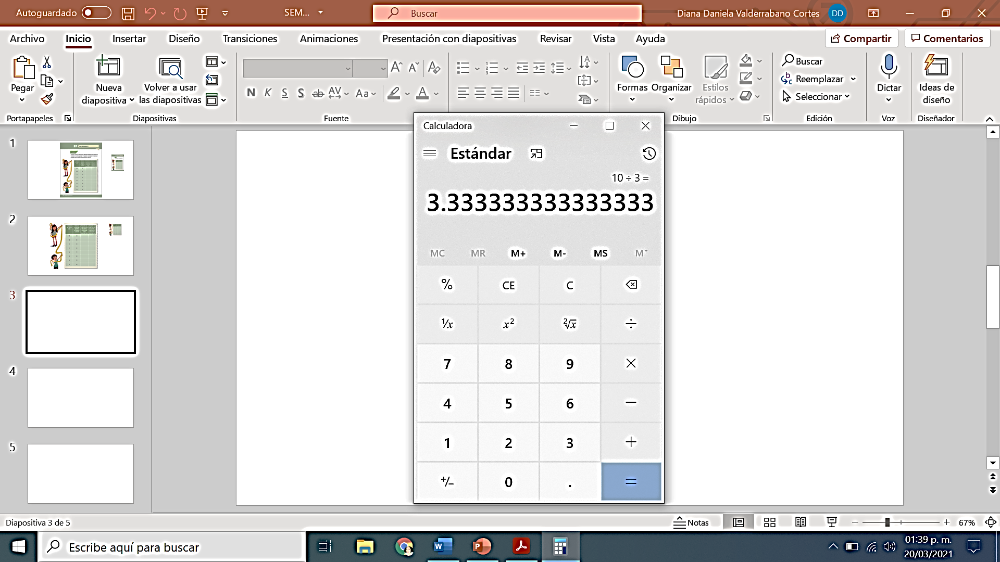 Autoguardado
SEM...
Buscar
Diana Daniela Valderrabano Cortes
DD
Archivo
Inicio
Insertar
Diseño
Transiciones
Animaciones
Presentación con diapositivas
Revisar
Vista
Ayuda
Compartir
Comentarios
Pegar
Nueva
diapositiva
Volver a usar
las diapositivas
N K S S ab AV Aa A
Formas
Organizar
Estilos
rápidos
Buscar
Reemplazar
Seleccionar
Dictar
Ideas de
diseño
Portapapeles
Diapositivas
Fuente
Dibujo
Edición
Voz
Diseñador
1
2
3
4
5
Calculadora
Estándar
10 ÷ 3 =
3.333333333333333
MC MR M+ M- MS M˅
% CE C
¹/x x² ²√x ÷
7 8 9 ×
4 5 6 −
1 2 3 +
+/− 0 . =
Diapositiva 3 de 5
Notas
67%
Escribe aquí para buscar
01:39 p. m.
20/03/2021